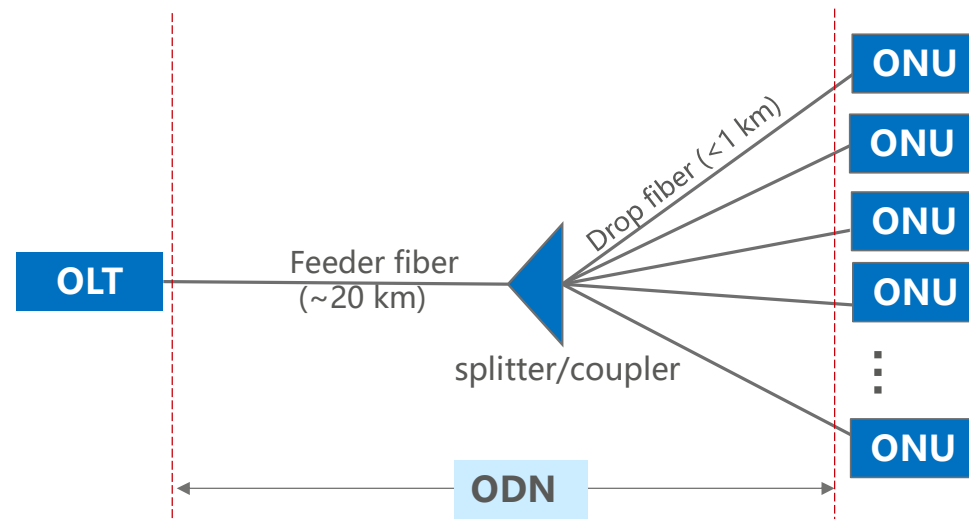 ONU
ONU
Drop fiber (<1 km)
ONU
Feeder fiber
OLT
(~20 km)
ONU
splitter/coupler
ONU
ODN